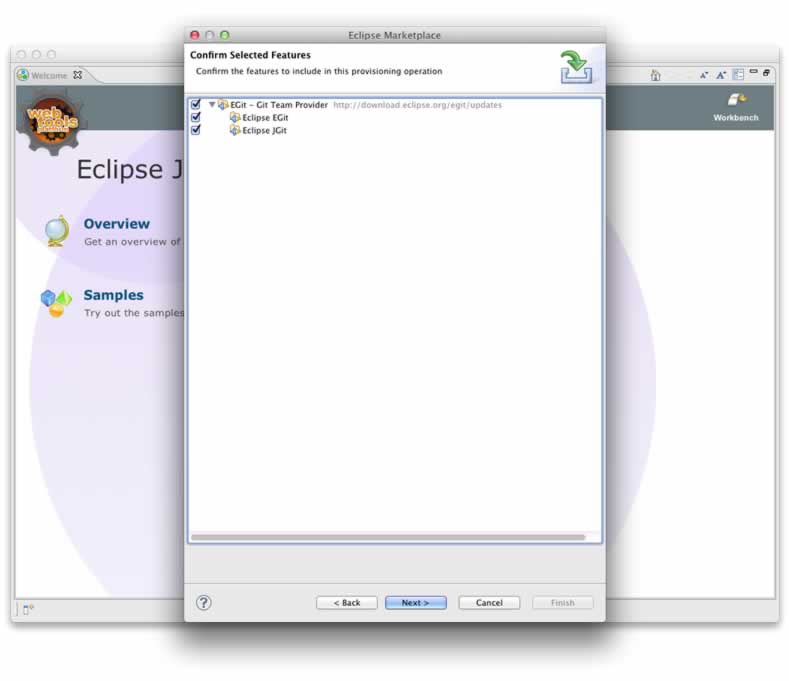 Eclipse Marketplace
Confirm Selected Features
Confirm the features to include in this provisioning operation
EGit - Git Team Provider http://download.eclipse.org/egit/updates
Eclipse EGit
Eclipse JGit
< Back Next > Cancel Finish
Welcome
web tools platform
Workbench
Eclipse J
Overview
Get an overview of
Samples
Try out the samples